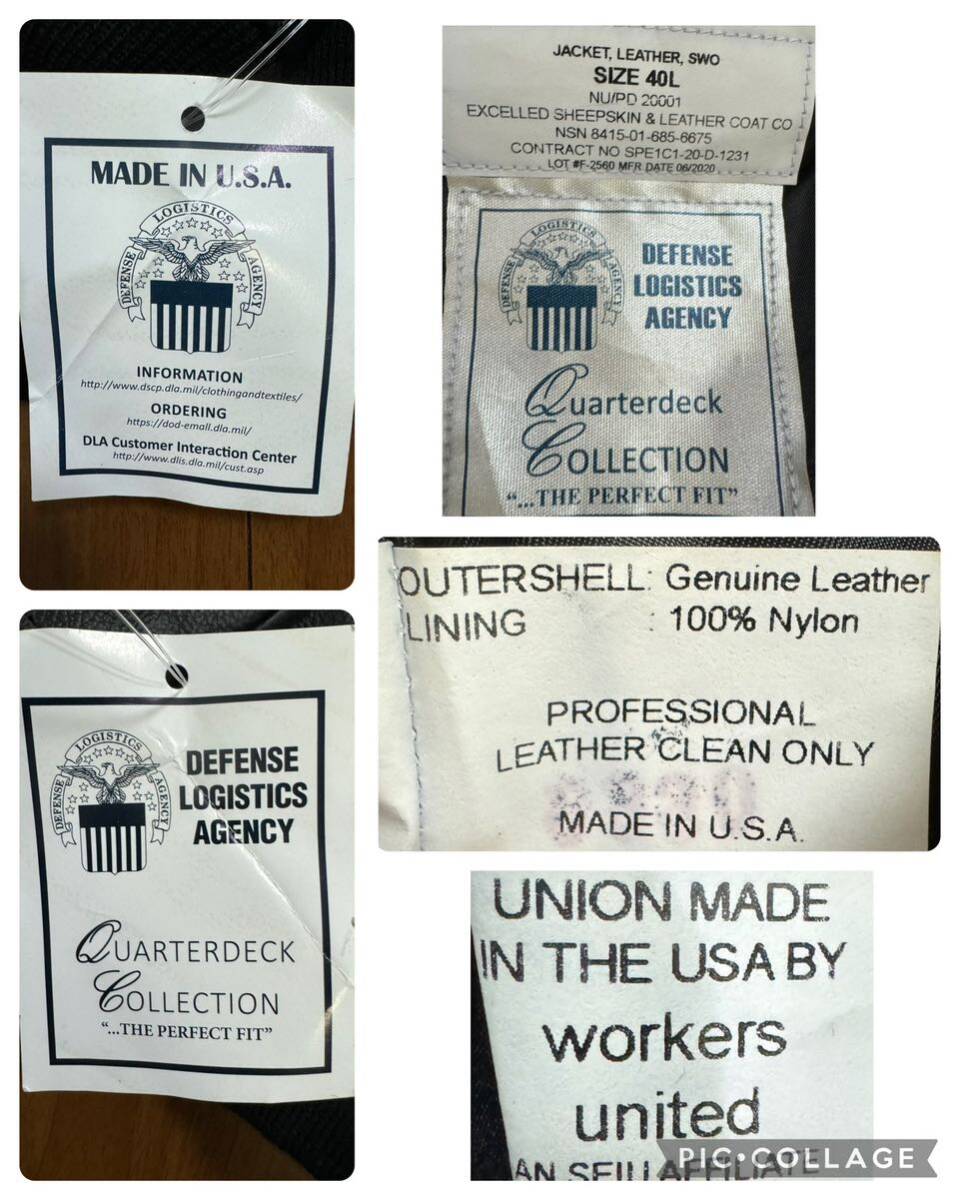 MADE IN U.S.A.
DEFENSE LOGISTICS AGENCY
INFORMATION
http://www.dscp.dla.mil/clothingandtextiles/
ORDERING
https://dod-emall.dla.mil/
DLA Customer Interaction Center
http://www.dlis.dla.mil/cust.asp
DEFENSE LOGISTICS AGENCY
DEFENSE
LOGISTICS
AGENCY
QUARTERDECK
COLLECTION
“...THE PERFECT FIT”
JACKET, LEATHER, SWO
SIZE 40L
NU/PD 20001
EXCELLED SHEEPSKIN & LEATHER COAT CO
NSN 8415-01-685-6675
CONTRACT NO SPE1C1-20-D-1231
LOT #F-2560 MFR DATE 06/2020
DEFENSE LOGISTICS AGENCY
DEFENSE
LOGISTICS
AGENCY
Quarterdeck
COLLECTION
“...THE PERFECT FIT”
OUTERSHELL: Genuine Leather
LINING : 100% Nylon
PROFESSIONAL
LEATHER CLEAN ONLY
MADE IN U.S.A.
UNION MADE
IN THE USA BY
workers
united
AN SEIU AFFILIATE
PIC•COLLAGE